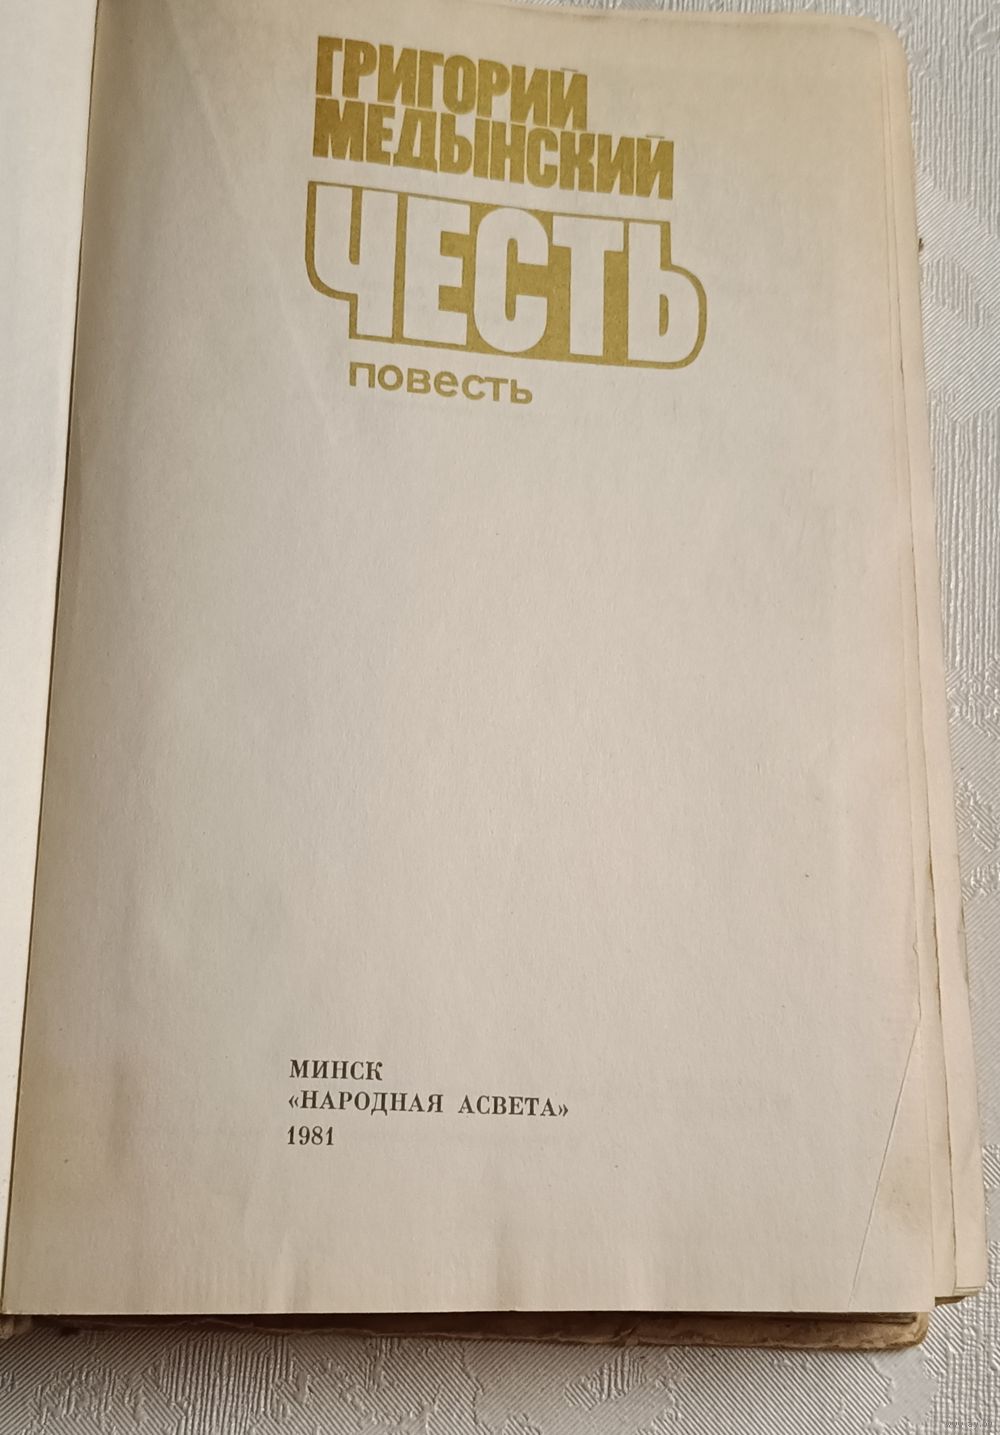 ГРИГОРИЙ
МЕДЫНСКИЙ
ЧЕСТЬ
повесть
МИНСК
«НАРОДНАЯ АСВЕТА»
1981